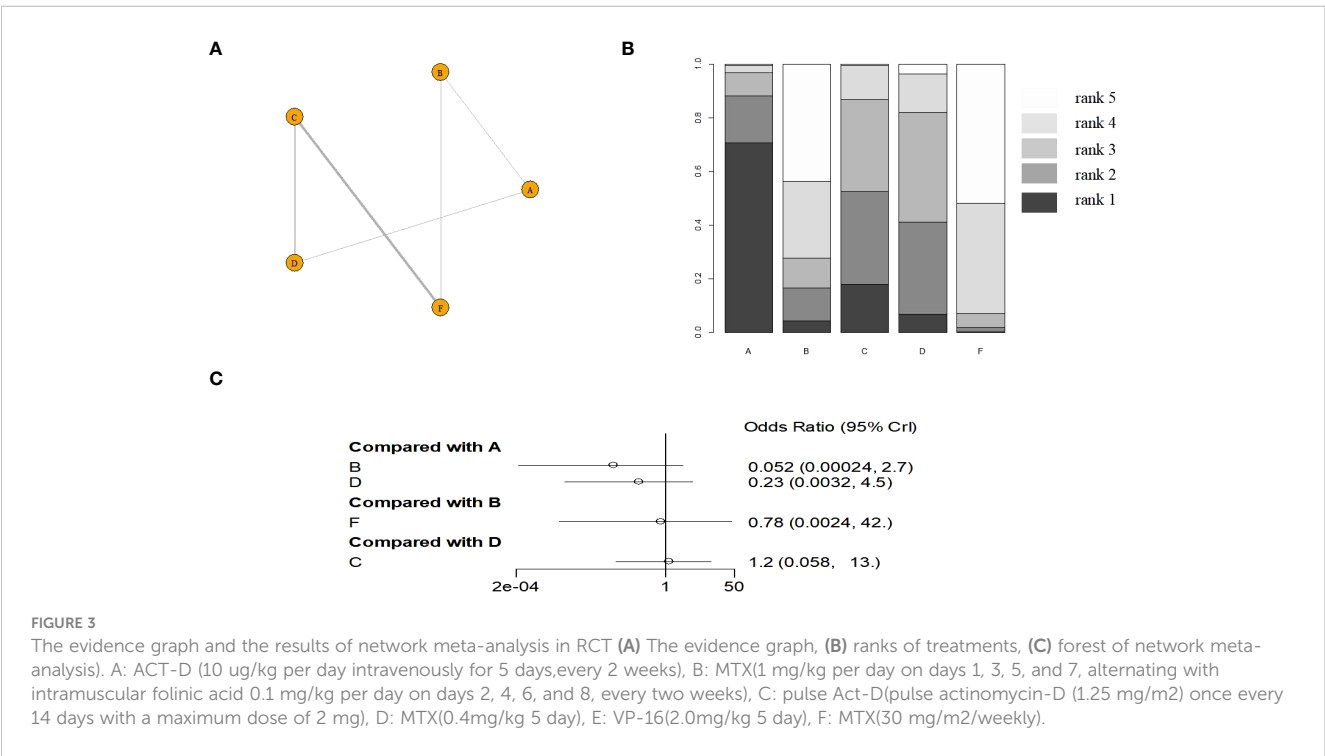 A
B
B
C
A
D
F
1.0
0.8
0.6
0.4
0.2
0.0
A B C D F
rank 5
rank 4
rank 3
rank 2
rank 1
C
Odds Ratio (95% CrI)
Compared with A
B 0.052 (0.00024, 2.7)
D 0.23 (0.0032, 4.5)
Compared with B
F 0.78 (0.0024, 42.)
Compared with D
C 1.2 (0.058, 13.)
2e-04 1 50
FIGURE 3
The evidence graph and the results of network meta-analysis in RCT (A) The evidence graph, (B) ranks of treatments, (C) forest of network meta-
analysis). A: ACT-D (10 ug/kg per day intravenously for 5 days,every 2 weeks), B: MTX(1 mg/kg per day on days 1, 3, 5, and 7, alternating with
intramuscular folinic acid 0.1 mg/kg per day on days 2, 4, 6, and 8, every two weeks), C: pulse Act-D(pulse actinomycin-D (1.25 mg/m2) once every
14 days with a maximum dose of 2 mg), D: MTX(0.4mg/kg 5 day), E: VP-16(2.0mg/kg 5 day), F: MTX(30 mg/m2/weekly).